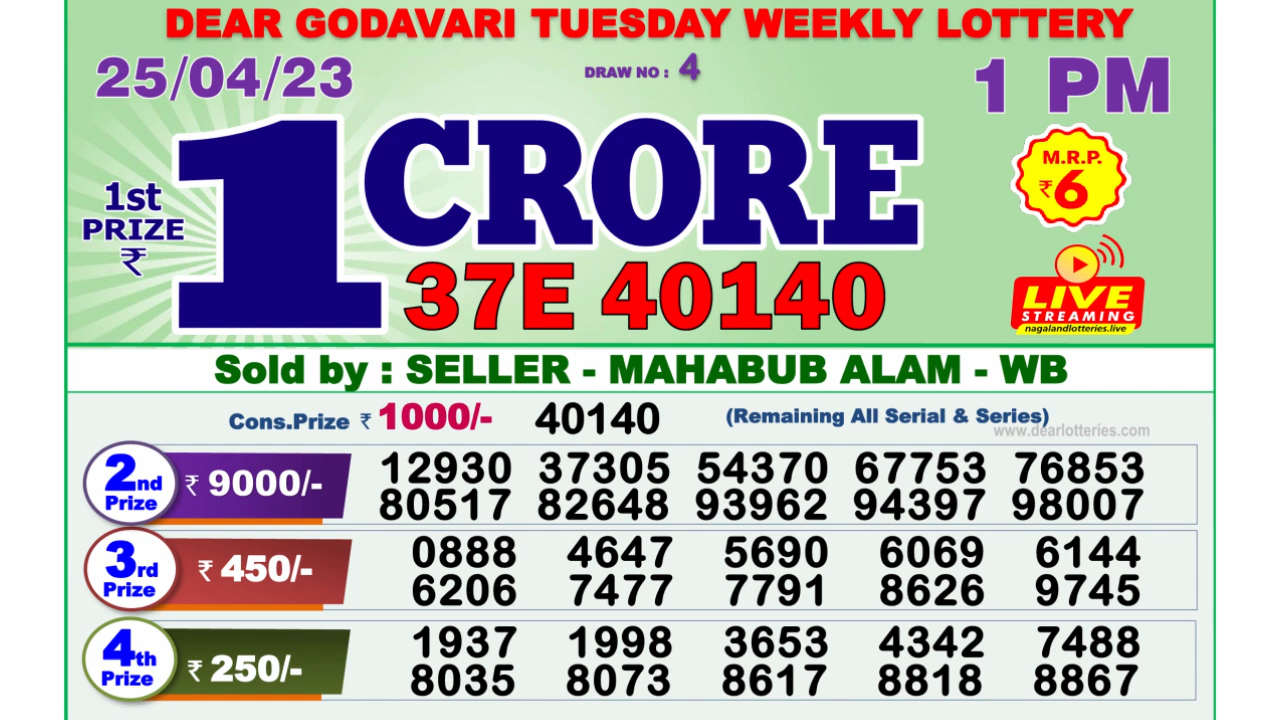 DEAR GODAVARI TUESDAY WEEKLY LOTTERY
25/04/23 DRAW NO : 4 1 PM
1st
PRIZE
₹
1 CRORE
37E 40140
M.R.P.
₹6
LIVE
STREAMING
nagalandlotteries.live
Sold by : SELLER - MAHABUB ALAM - WB
Cons.Prize ₹ 1000/- 40140 (Remaining All Serial & Series)
www.dearlotteries.com
2nd Prize ₹ 9000/-
12930 37305 54370 67753 76853
80517 82648 93962 94397 98007
3rd Prize ₹ 450/-
0888 4647 5690 6069 6144
6206 7477 7791 8626 9745
4th Prize ₹ 250/-
1937 1998 3653 4342 7488
8035 8073 8617 8818 8867